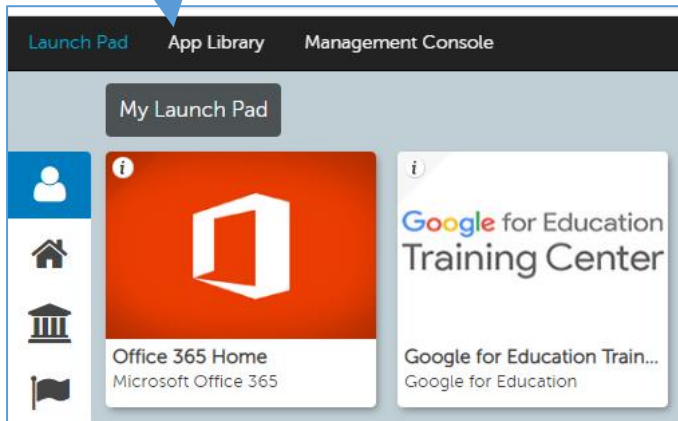 Launch Pad App Library Management Console
My Launch Pad
i
i
Google for Education
Training Center
Office 365 Home
Microsoft Office 365
Google for Education Train...
Google for Education